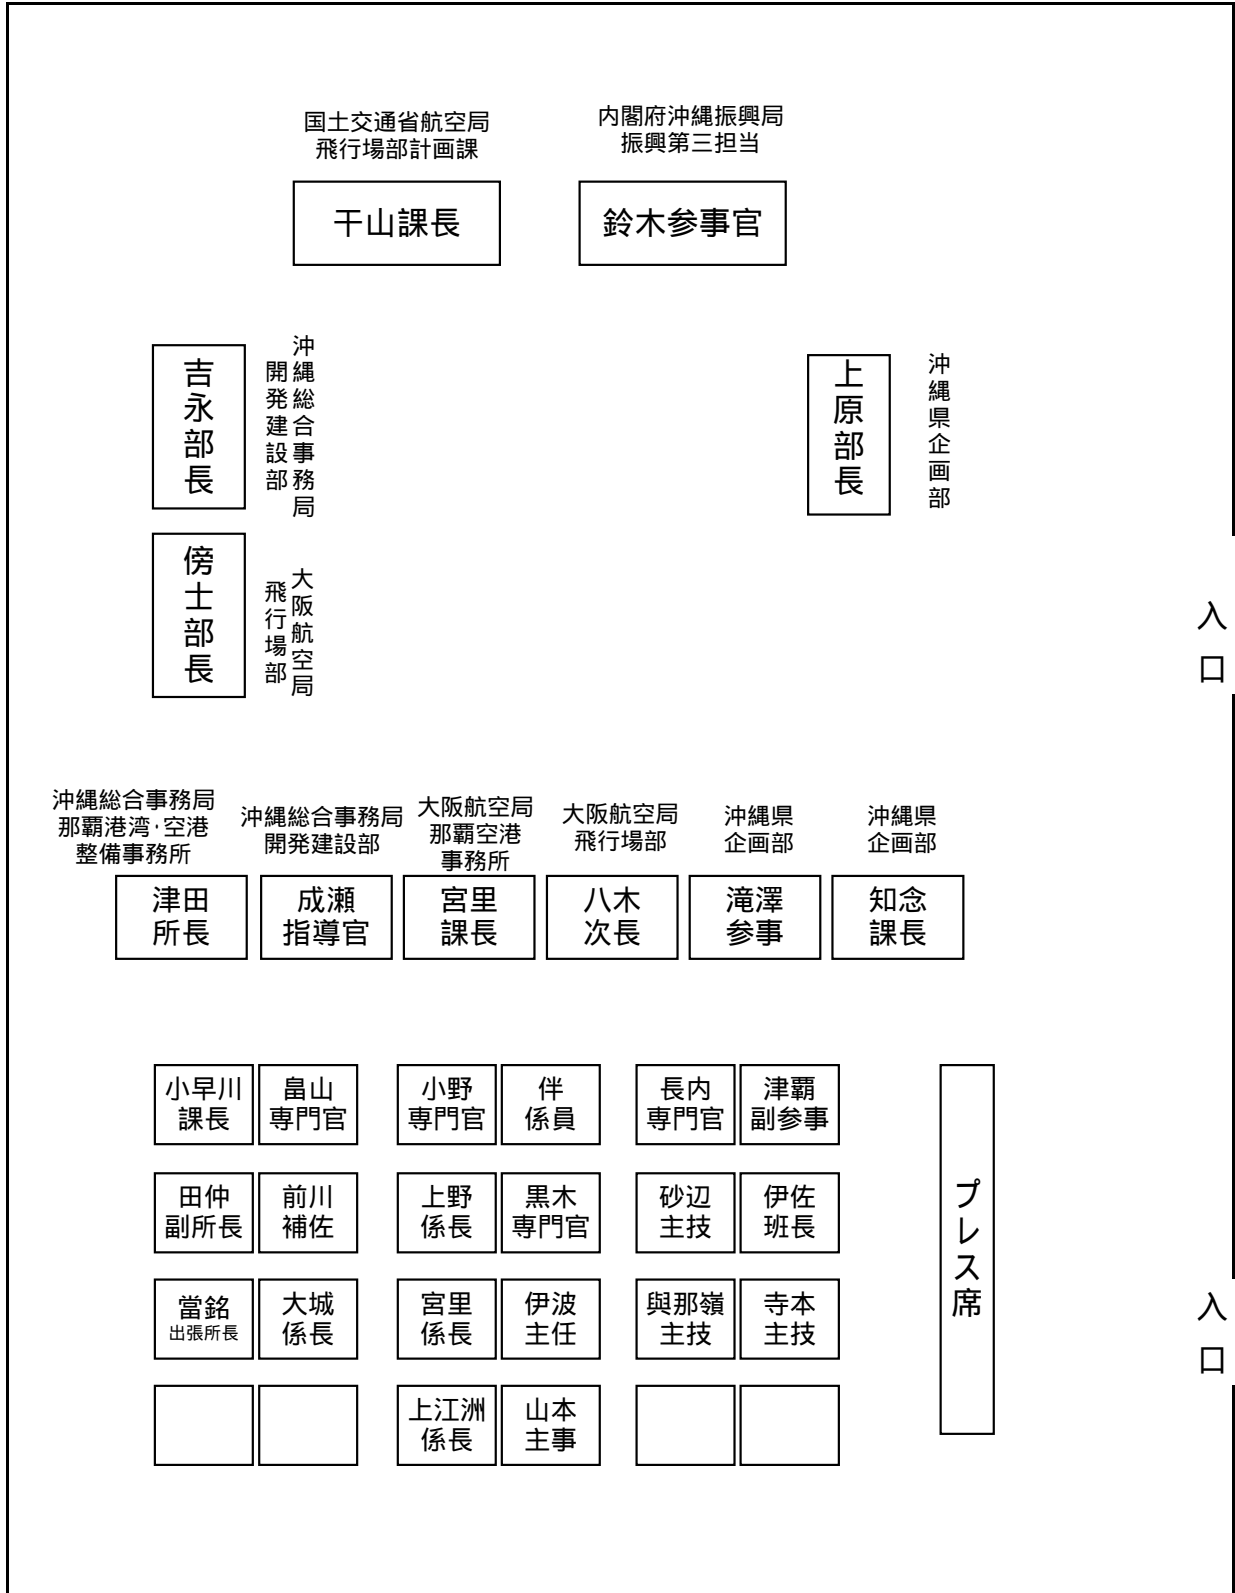 国土交通省航空局
飛行場部計画課
干山課長
内閣府沖縄振興局
振興第三担当
鈴木参事官
吉永部長
沖縄総合事務局
開発建設部
傍士部長
大阪航空局
飛行場部
上原部長
沖縄県企画部
入口
沖縄総合事務局
那覇港湾・空港
整備事務所
津田
所長
沖縄総合事務局
開発建設部
成瀬
指導官
大阪航空局
那覇空港
事務所
宮里
課長
大阪航空局
飛行場部
八木
次長
沖縄県
企画部
滝澤
参事
沖縄県
企画部
知念
課長
小早川
課長
畠山
専門官
小野
専門官
伴
係員
長内
専門官
津覇
副参事
田仲
副所長
前川
補佐
上野
係長
黒木
専門官
砂辺
主技
伊佐
班長
當銘
出張所長
大城
係長
宮里
係長
伊波
主任
與那嶺
主技
寺本
主技
上江洲
係長
山本
主事
プレス席
入口